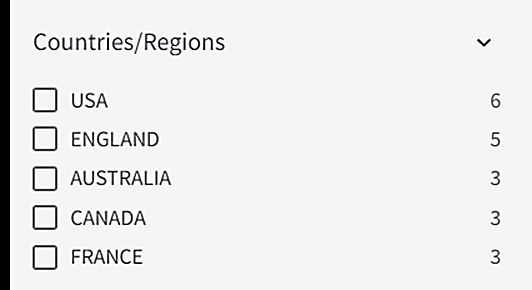 Countries/Regions
USA 6
ENGLAND 5
AUSTRALIA 3
CANADA 3
FRANCE 3